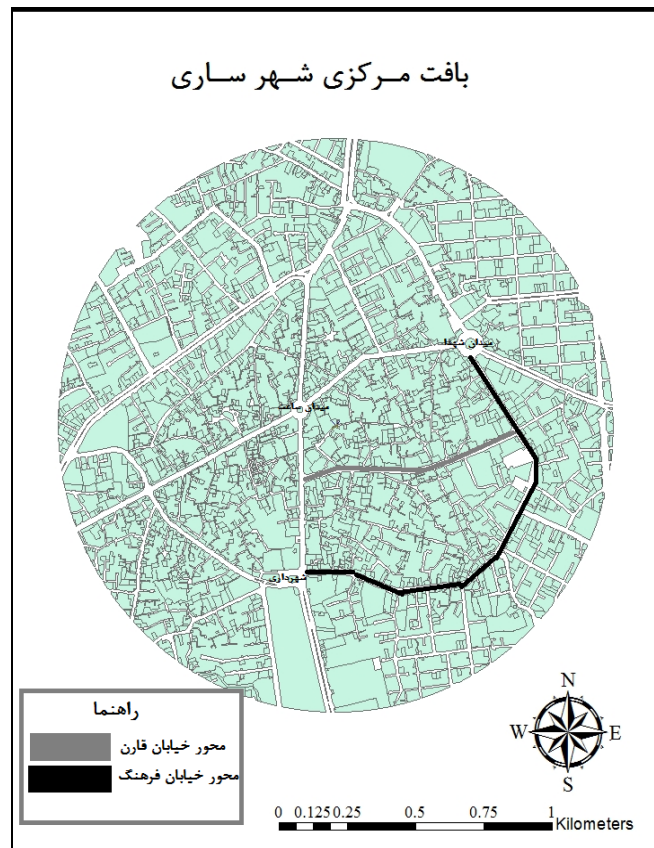 بافت مرکزی شهر ساری
میدان شهدا
میدان ساعت
شهرداری
راهنما
محور خیابان قارن
محور خیابان فرهنگ
N
W E
S
0 0.125 0.25 0.5 0.75 1
Kilometers